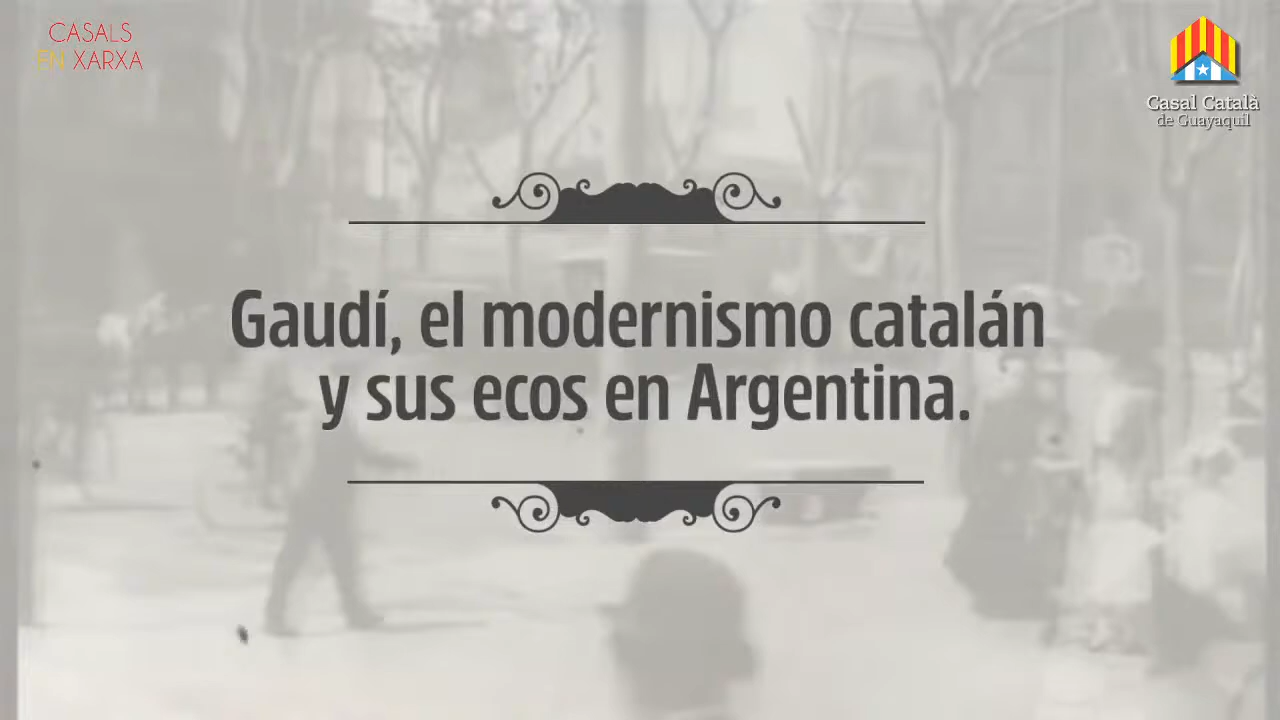 CASALS
EN XARXA
Casal Català
de Guayaquil
Gaudí, el modernismo catalán
y sus ecos en Argentina.